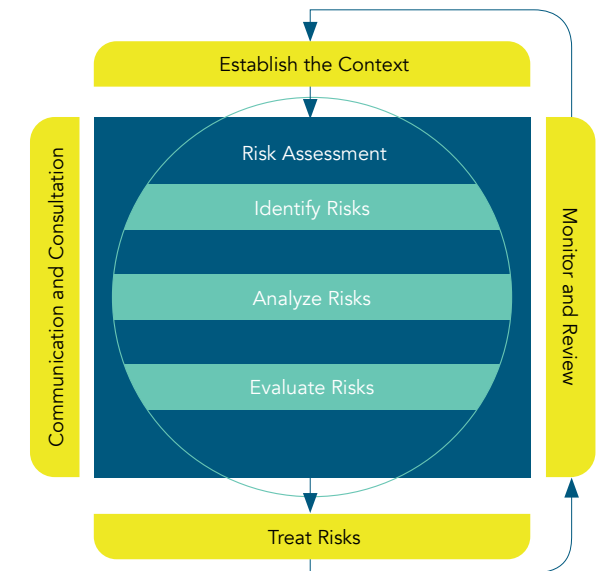 Establish the Context
Communication and Consultation
Risk Assessment
Identify Risks
Analyze Risks
Evaluate Risks
Monitor and Review
Treat Risks